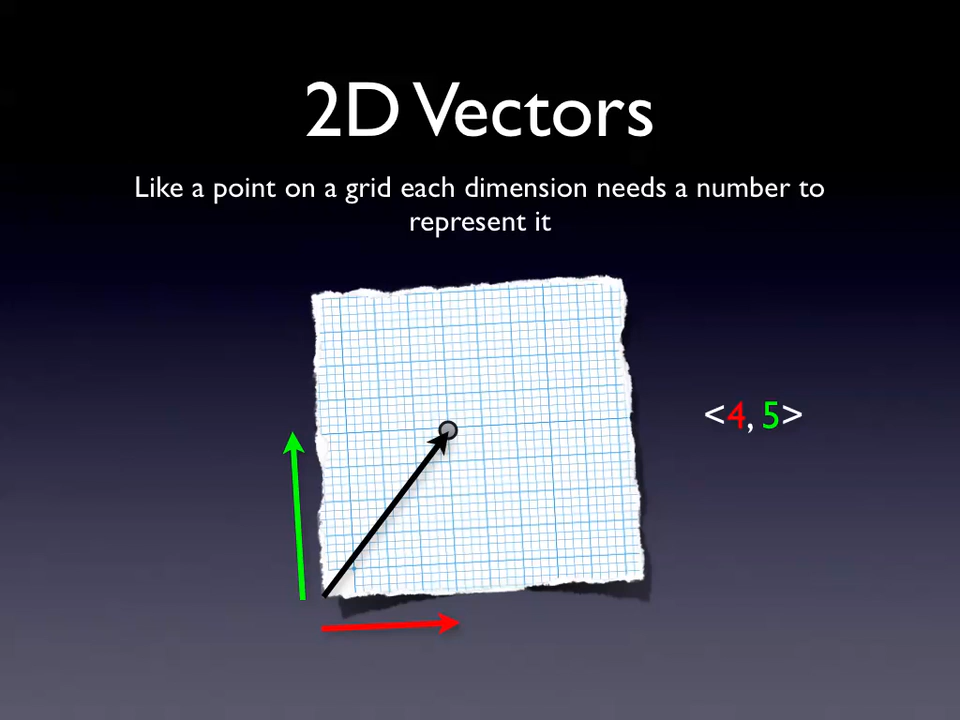 2D Vectors
Like a point on a grid each dimension needs a number to
represent it
<4, 5>